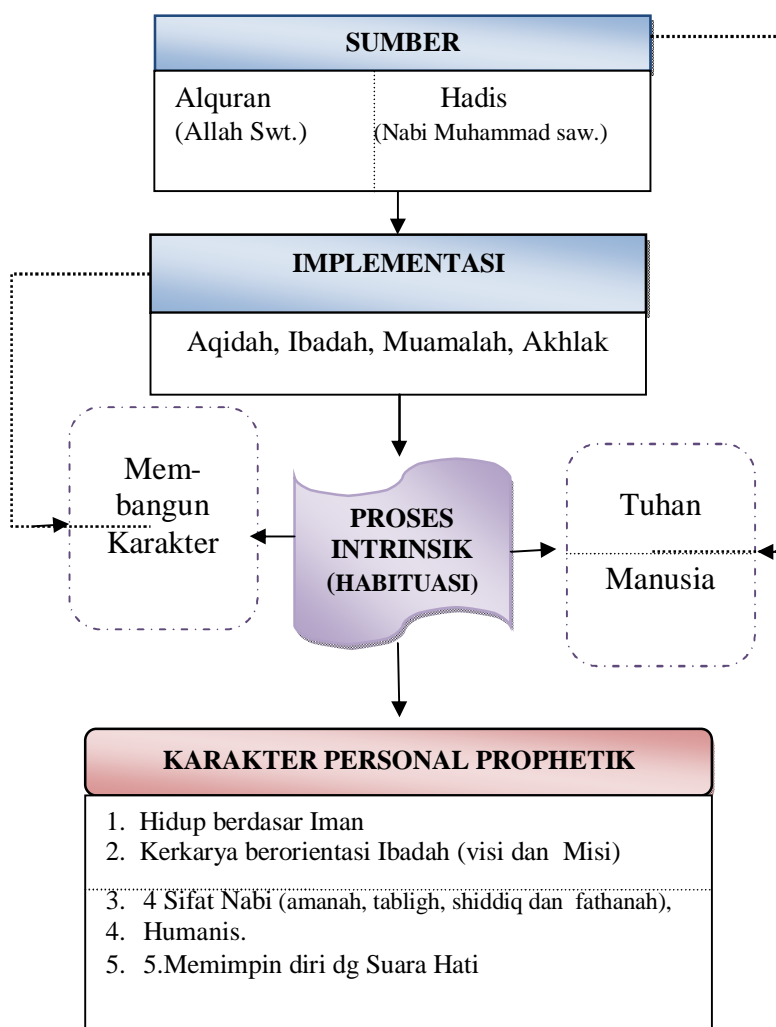 SUMBER
Alquran
(Allah Swt.)
Hadis
(Nabi Muhammad saw.)
IMPLEMENTASI
Aqidah, Ibadah, Muamalah, Akhlak
Mem-
bangun
Karakter
PROSES
INTRINSIK
(HABITUASI)
Tuhan
Manusia
KARAKTER PERSONAL PROPHETIK
1. Hidup berdasar Iman
2. Kerkarya berorientasi Ibadah (visi dan Misi)
3. 4 Sifat Nabi (amanah, tabligh, shiddiq dan fathanah),
4. Humanis.
5. 5.Memimpin diri dg Suara Hati